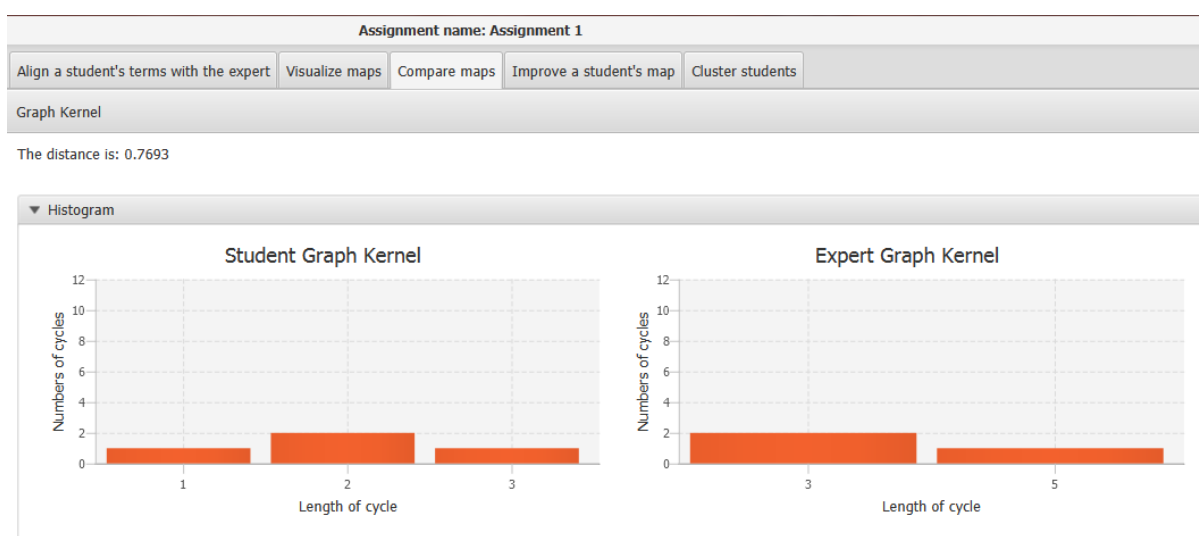 Assignment name: Assignment 1
Align a student's terms with the expert Visualize maps Compare maps Improve a student's map Cluster students
Graph Kernel
The distance is: 0.7693
▼ Histogram
Student Graph Kernel
12
10
8
6
4
2
0
Numbers of cycles
1 2 3
Length of cycle
Expert Graph Kernel
12
10
8
6
4
2
0
Numbers of cycles
3 5
Length of cycle